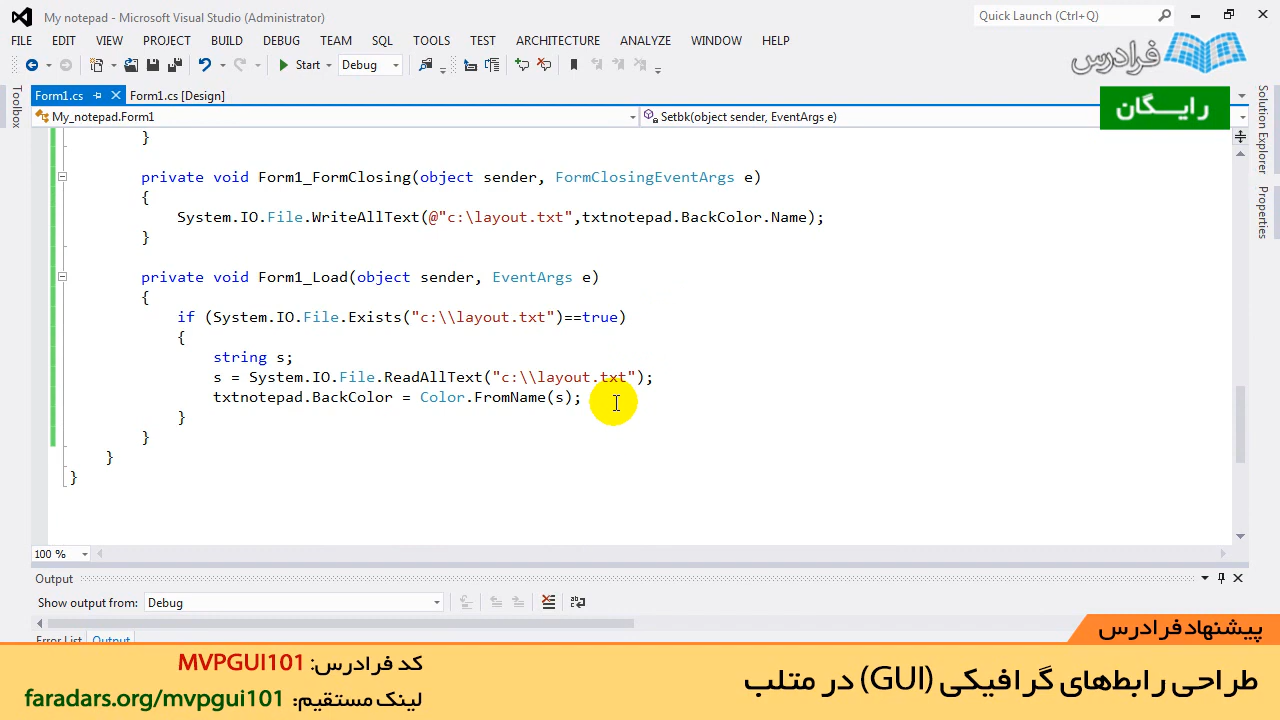 My notepad - Microsoft Visual Studio (Administrator)
Quick Launch (Ctrl+Q)
FILE EDIT VIEW PROJECT BUILD DEBUG TEAM SQL TOOLS TEST ARCHITECTURE ANALYZE WINDOW HELP
فرادرس
Start Debug
Toolbox
Form1.cs Form1.cs [Design]
رایگان
My_notepad.Form1 Setbk(object sender, EventArgs e)
Solution Explorer
Properties
}
private void Form1_FormClosing(object sender, FormClosingEventArgs e)
{
System.IO.File.WriteAllText(@"c:\layout.txt",txtnotepad.BackColor.Name);
}
private void Form1_Load(object sender, EventArgs e)
{
if (System.IO.File.Exists("c:\\layout.txt")==true)
{
string s;
s = System.IO.File.ReadAllText("c:\\layout.txt");
txtnotepad.BackColor = Color.FromName(s);
}
}
}
}
100 %
Output
Show output from: Debug
Error List Output
پیشنهاد فرادرس
طراحی رابط‌های گرافیکی (GUI) در متلب
کد فرادرس: MVPGUI101
لینک مستقیم: faradars.org/mvpgui101